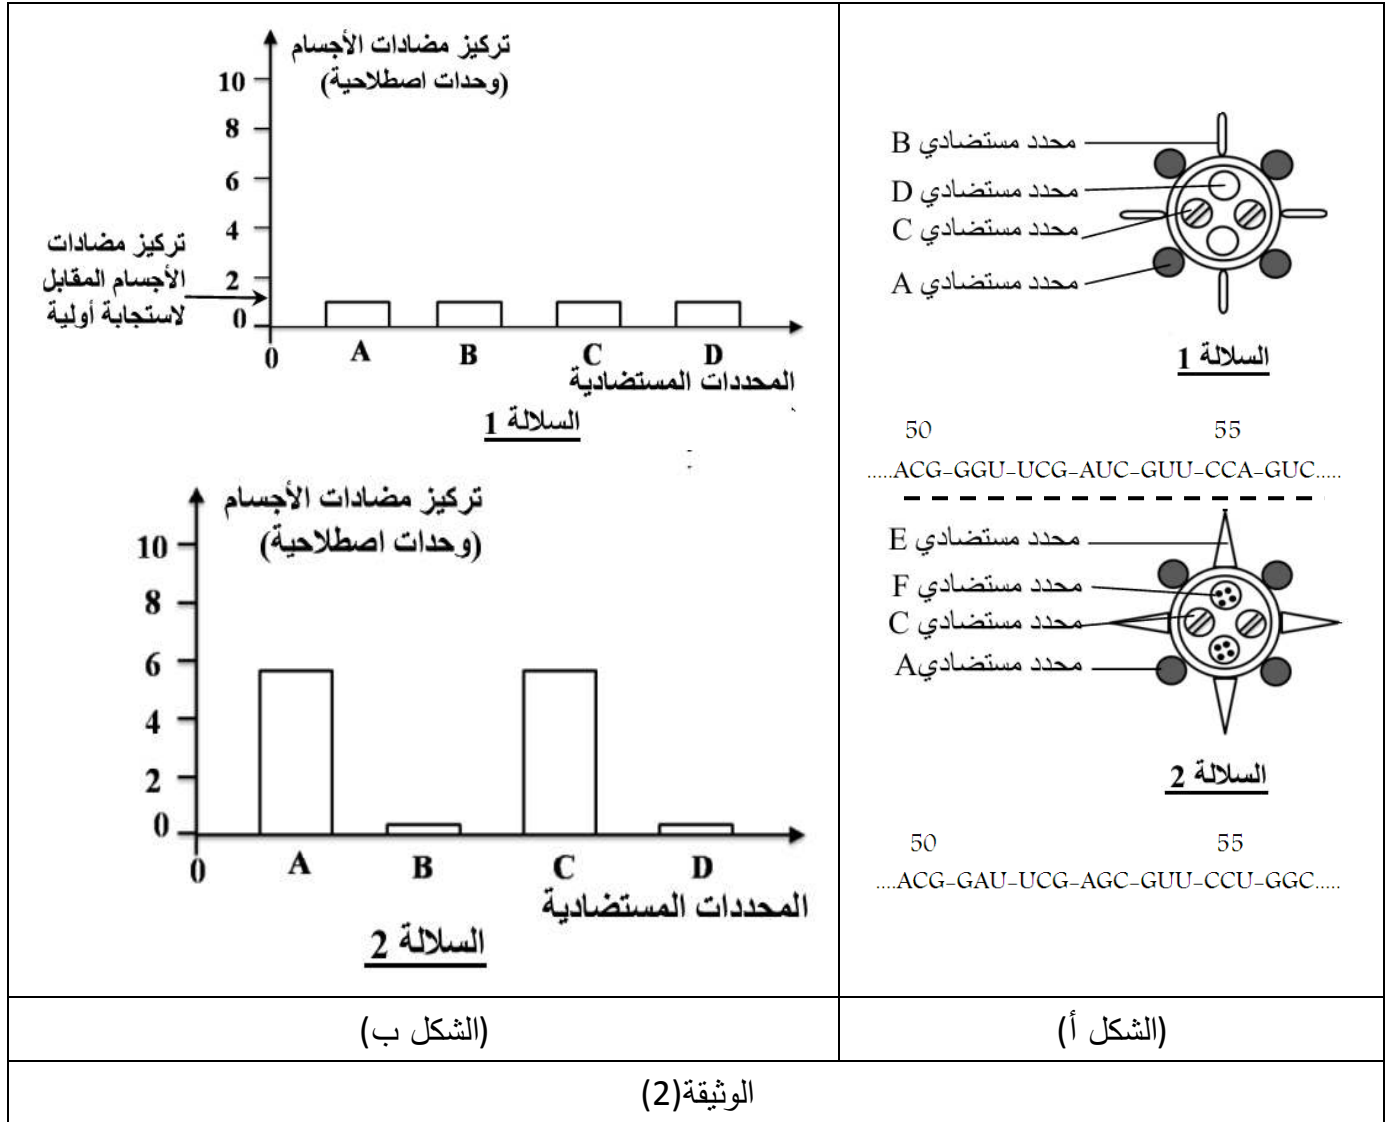 محدد مستضادي B
محدد مستضادي D
محدد مستضادي C
محدد مستضادي A
السلالة 1
50 55
.....ACG-GGU-UCG-AUC-GUU-CCA-GUC.....
محدد مستضادي E
محدد مستضادي F
محدد مستضادي C
محدد مستضادي A
السلالة 2
50 55
....ACG-GAU-UCG-AGC-GUU-CCU-GGC.....
(الشكل أ)
تركيز مضادات الأجسام
(وحدات اصطلاحية)
10
8
6
4
2
0
تركيز مضادات
الأجسام المقابل
لاستجابة أولية
0 A B C D
المحددات المستضادية
السلالة 1
تركيز مضادات الأجسام
(وحدات اصطلاحية)
10
8
6
4
2
0
0 A B C D
المحددات المستضادية
السلالة 2
(الشكل ب)
الوثيقة(2)